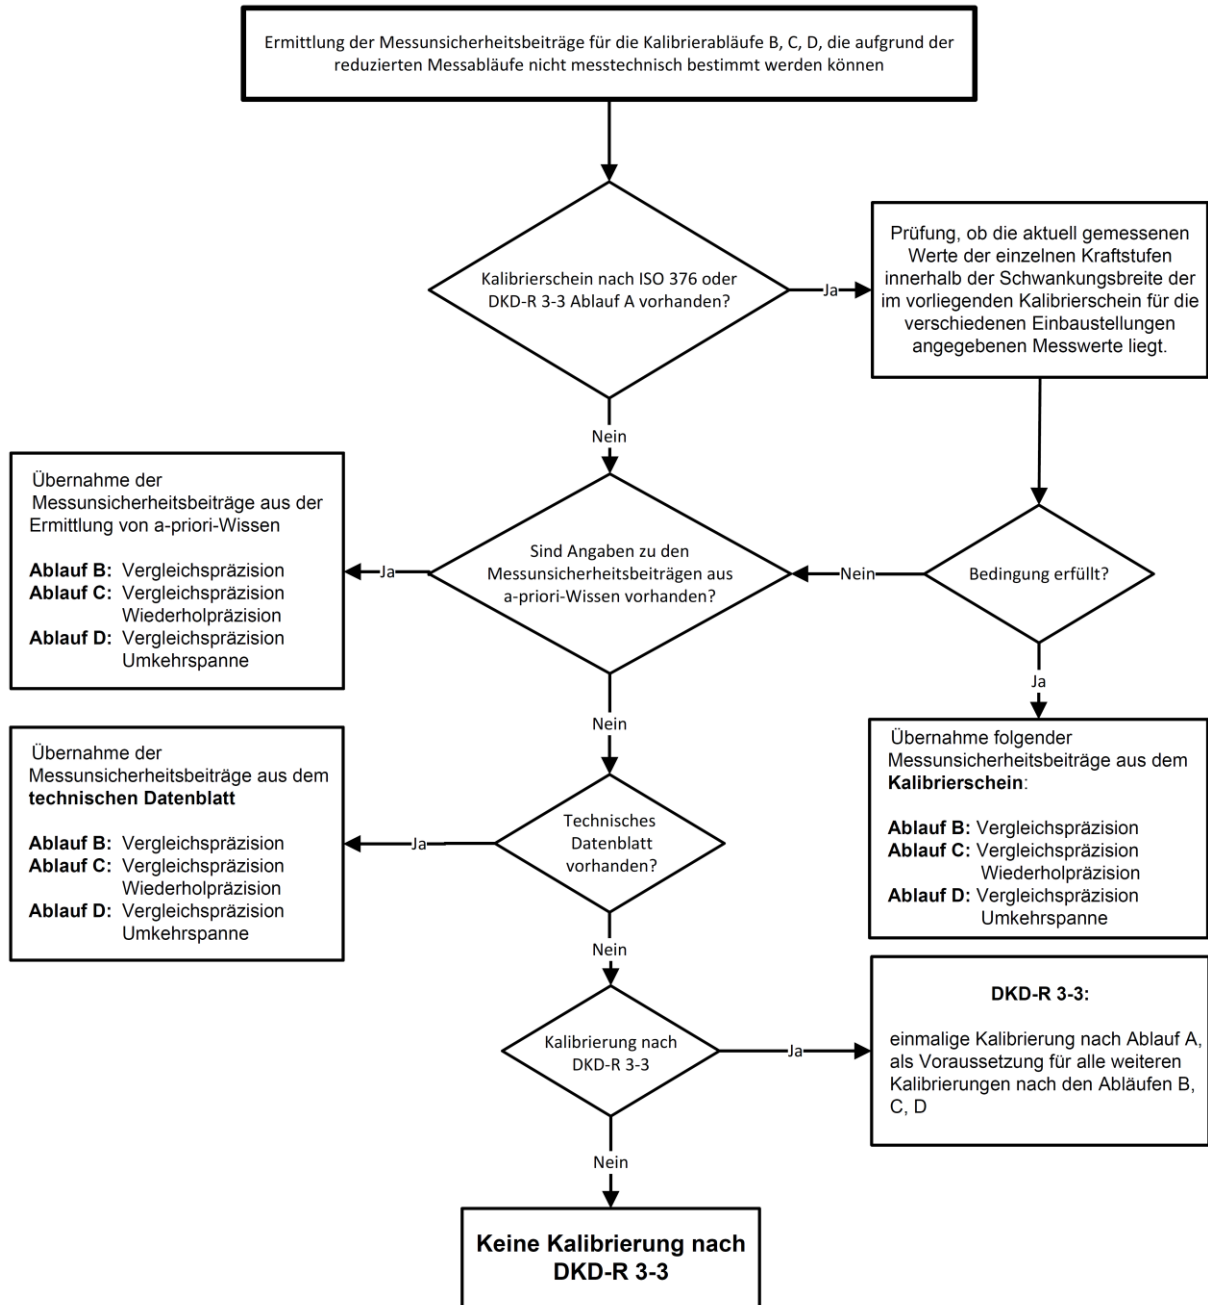 Ermittlung der Messunsicherheitsbeiträge für die Kalibrierabläufe B, C, D, die aufgrund der
reduzierten Messabläufe nicht messtechnisch bestimmt werden können
Kalibrierschein nach ISO 376 oder
DKD-R 3-3 Ablauf A vorhanden?
Ja
Prüfung, ob die aktuell gemessenen
Werte der einzelnen Kraftstufen
innerhalb der Schwankungsbreite der
im vorliegenden Kalibrierschein für die
verschiedenen Einbaustellungen
angegebenen Messwerte liegt.
Nein
Übernahme der
Messunsicherheitsbeiträge aus der
Ermittlung von a-priori-Wissen
Ablauf B: Vergleichspräzision
Ablauf C: Vergleichspräzision
Wiederholpräzision
Ablauf D: Vergleichspräzision
Umkehrspanne
Ja
Sind Angaben zu den
Messunsicherheitsbeiträgen aus
a-priori-Wissen vorhanden?
Nein
Bedingung erfüllt?
Ja
Nein
Übernahme der
Messunsicherheitsbeiträge aus dem
technischen Datenblatt
Ablauf B: Vergleichspräzision
Ablauf C: Vergleichspräzision
Wiederholpräzision
Ablauf D: Vergleichspräzision
Umkehrspanne
Ja
Technisches
Datenblatt
vorhanden?
Übernahme folgender
Messunsicherheitsbeiträge aus dem
Kalibrierschein:
Ablauf B: Vergleichspräzision
Ablauf C: Vergleichspräzision
Wiederholpräzision
Ablauf D: Vergleichspräzision
Umkehrspanne
Nein
Kalibrierung nach
DKD-R 3-3
Ja
DKD-R 3-3:
einmalige Kalibrierung nach Ablauf A,
als Voraussetzung für alle weiteren
Kalibrierungen nach den Abläufen B,
C, D
Nein
Keine Kalibrierung nach
DKD-R 3-3